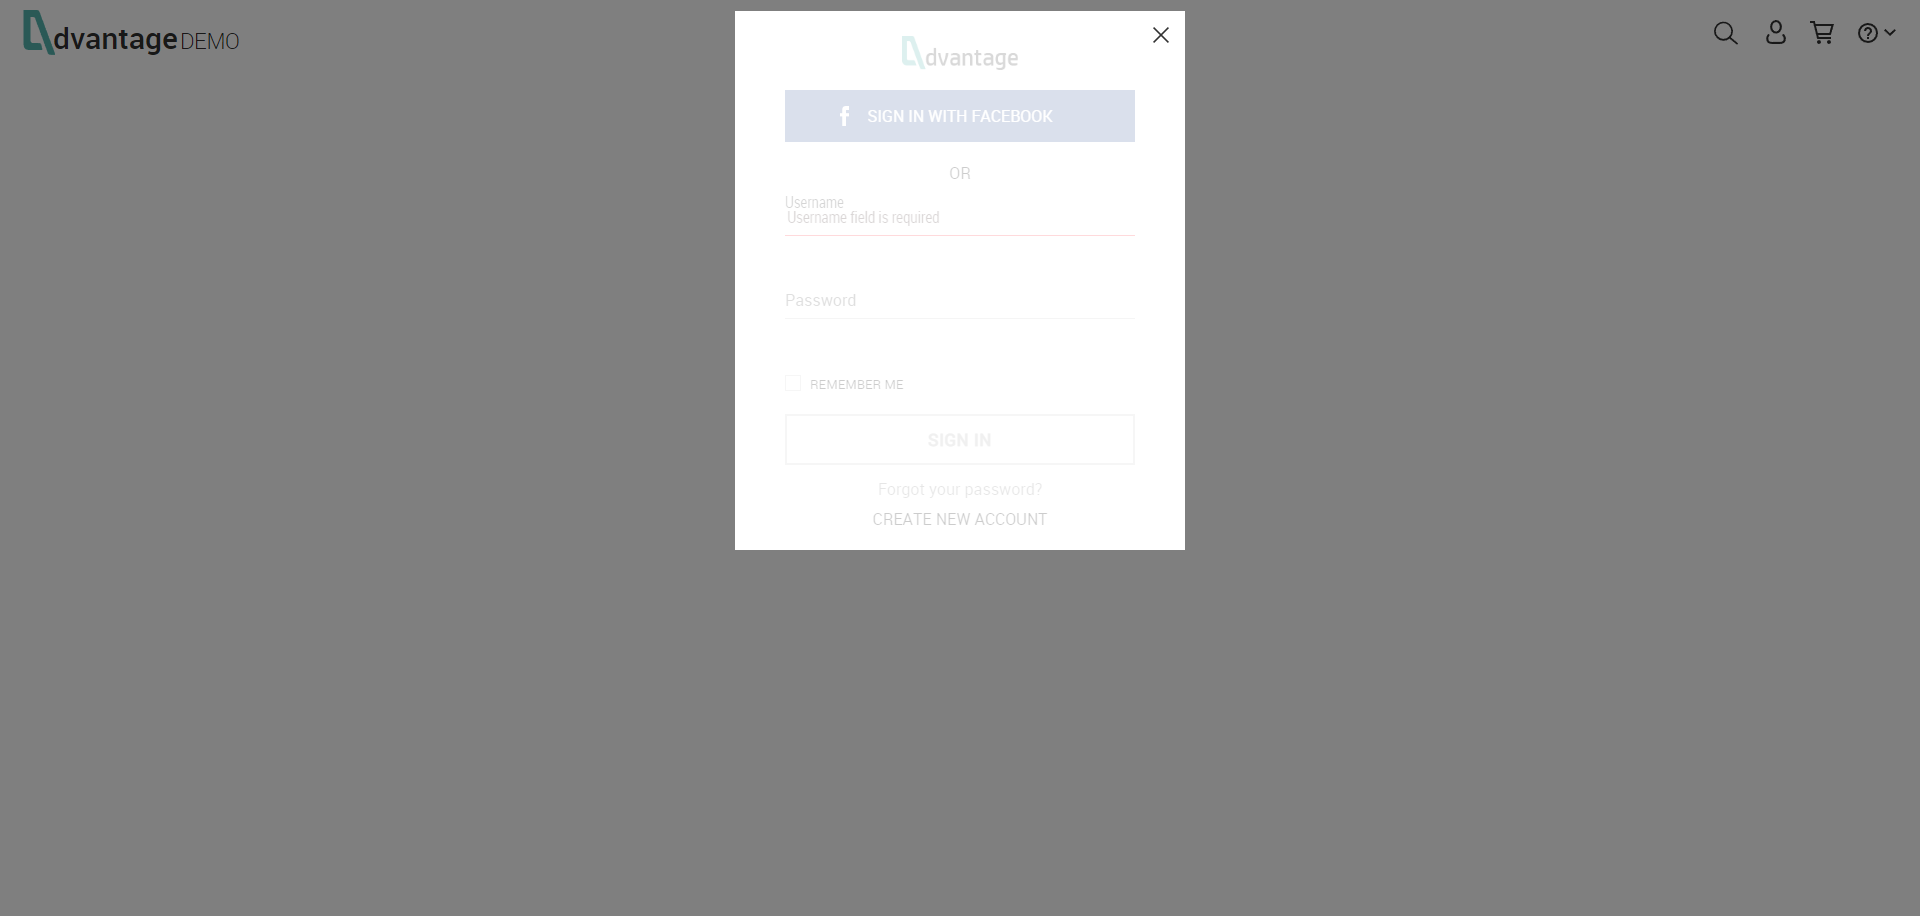 dvantage DEMO
dvantage
SIGN IN WITH FACEBOOK
OR
Username
Username field is required
Password
REMEMBER ME
SIGN IN
Forgot your password?
CREATE NEW ACCOUNT